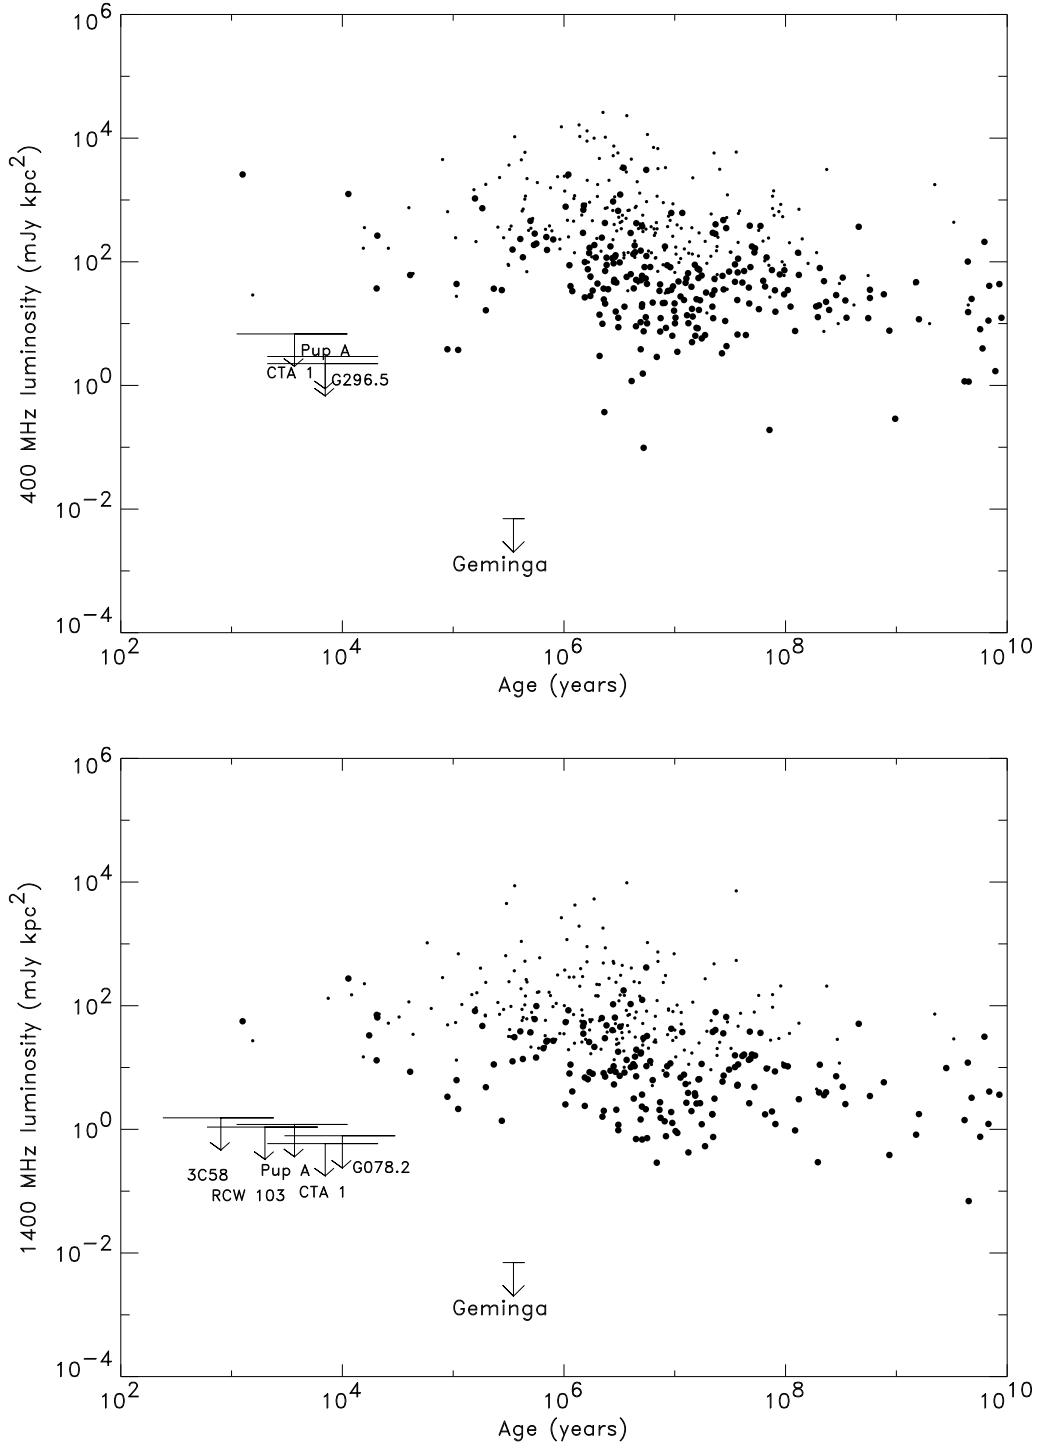 10^6
10^4
10^2
10^0
10^-2
10^-4
400 MHz luminosity (mJy kpc^2)
Pup A
CTA 1
G296.5
Geminga
10^2
10^4
10^6
10^8
10^10
Age (years)
10^6
10^4
10^2
10^0
10^-2
10^-4
1400 MHz luminosity (mJy kpc^2)
3C58
Pup A
G078.2
RCW 103
CTA 1
Geminga
10^2
10^4
10^6
10^8
10^10
Age (years)